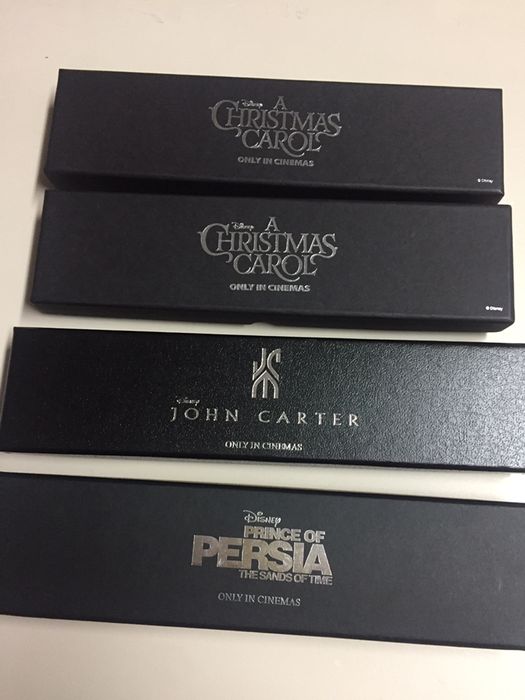 Disney
A
CHRISTMAS
CAROL
ONLY IN CINEMAS
© Disney
Disney
A
CHRISTMAS
CAROL
ONLY IN CINEMAS
© Disney
JCM
Disney
JOHN CARTER
ONLY IN CINEMAS
Disney
PRINCE OF
PERSIA
THE SANDS OF TIME
ONLY IN CINEMAS